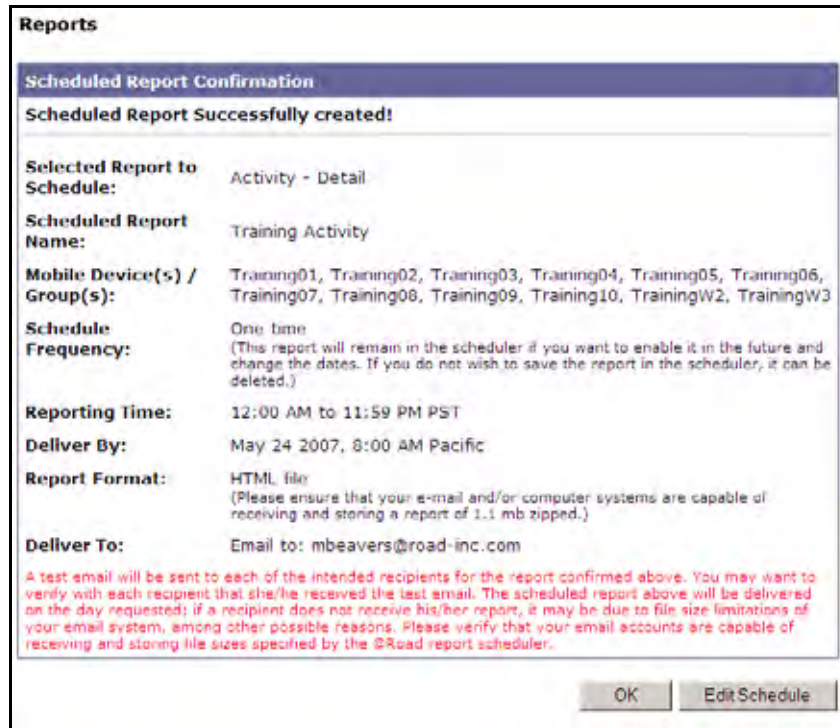 Reports
Scheduled Report Confirmation
Scheduled Report Successfully created!
Selected Report to Schedule:
Activity - Detail
Scheduled Report Name:
Training Activity
Mobile Device(s) / Group(s):
Training01, Training02, Training03, Training04, Training05, Training06,
Training07, Training08, Training09, Training10, TrainingW2, TrainingW3
Schedule Frequency:
One time
(This report will remain in the scheduler if you want to enable it in the future and
change the dates. If you do not wish to save the report in the scheduler, it can be
deleted.)
Reporting Time:
12:00 AM to 11:59 PM PST
Deliver By:
May 24 2007, 8:00 AM Pacific
Report Format:
HTML file
(Please ensure that your e-mail and/or computer systems are capable of
receiving and storing a report of 1.1 mb zipped.)
Deliver To:
Email to: mbeavers@road-inc.com
A test email will be sent to each of the intended recipients for the report confirmed above. You may want to
verify with each recipient that she/he received the test email. The scheduled report above will be delivered
on the day requested; if a recipient does not receive his/her report, it may be due to file size limitations of
your email system, among other possible reasons. Please verify that your email accounts are capable of
receiving and storing file sizes specified by the @Road report scheduler.
OK
Edit Schedule